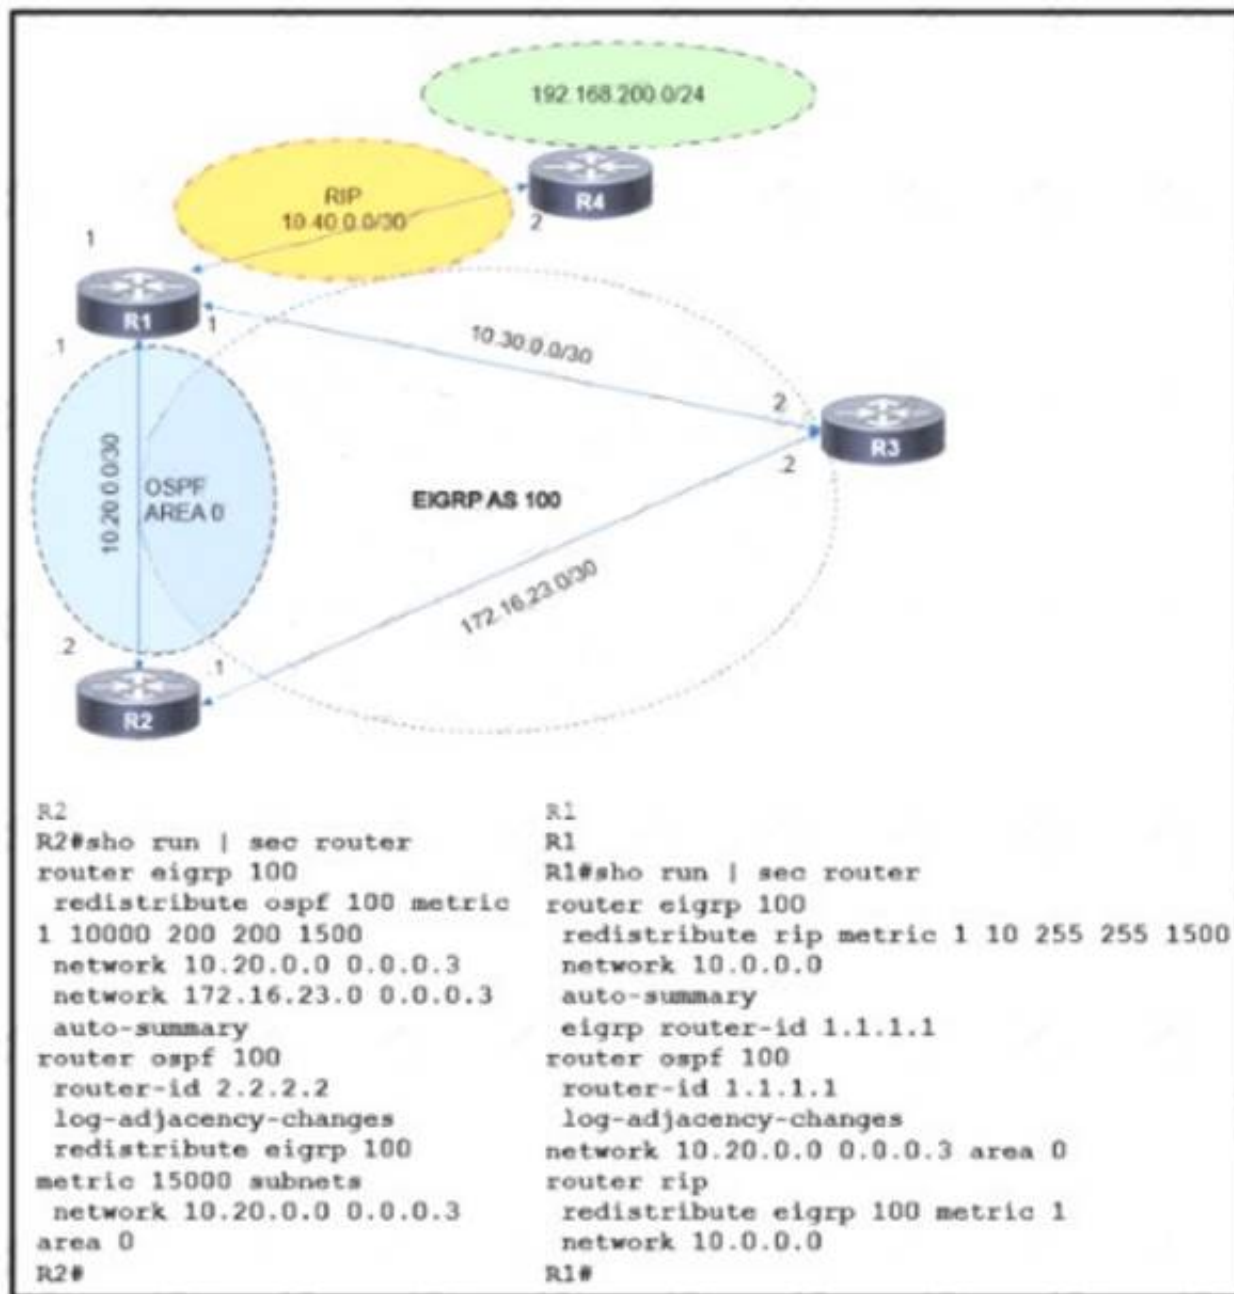 192.168.200.0/24
RIP
10.40.0.0/30
R4
2
1
R1
1
.1
10.30.0.0/30
2
R3
.2
10.20.0.0/30
OSPF
AREA 0
EIGRP AS 100
172.16.23.0/30
.2
.1
R2
R2
R2#sho run | sec router
router eigrp 100
redistribute ospf 100 metric
1 10000 200 200 1500
network 10.20.0.0 0.0.0.3
network 172.16.23.0 0.0.0.3
auto-summary
router ospf 100
router-id 2.2.2.2
log-adjacency-changes
redistribute eigrp 100
metric 15000 subnets
network 10.20.0.0 0.0.0.3
area 0
R2#
R1
R1
R1#sho run | sec router
router eigrp 100
redistribute rip metric 1 10 255 255 1500
network 10.0.0.0
auto-summary
eigrp router-id 1.1.1.1
router ospf 100
router-id 1.1.1.1
log-adjacency-changes
network 10.20.0.0 0.0.0.3 area 0
router rip
redistribute eigrp 100 metric 1
network 10.0.0.0
R1#